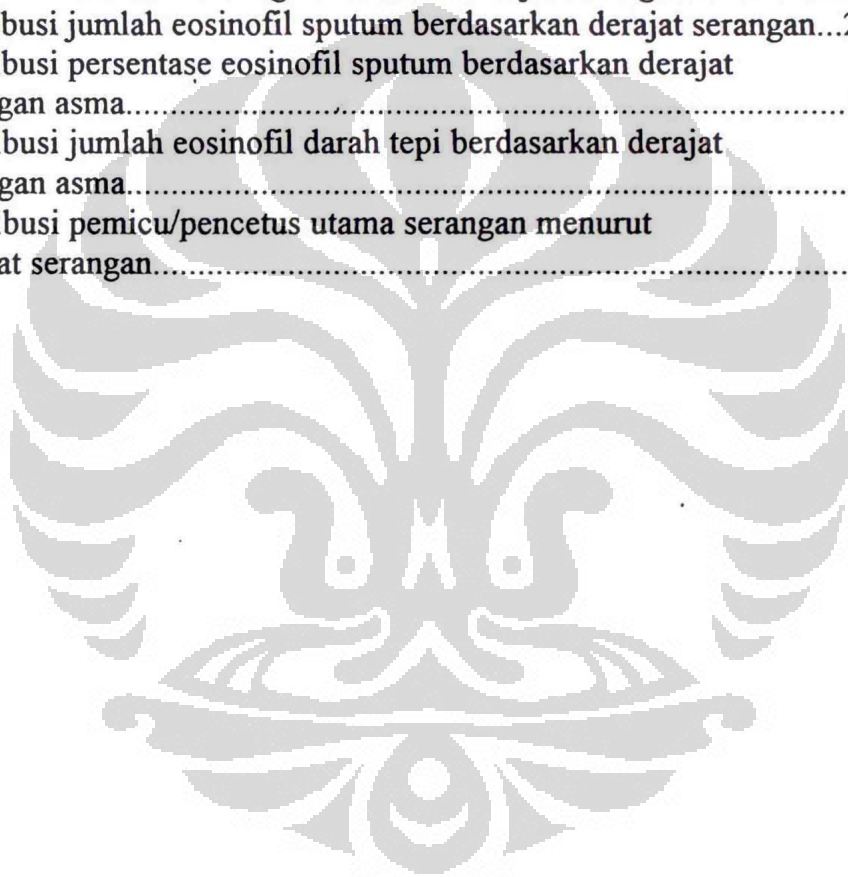 busi jumlah eosinofil sputum berdasarkan derajat serangan...2
busi persentase eosinofil sputum berdasarkan derajat
gan asma....................................................................................
busi jumlah eosinofil darah tepi berdasarkan derajat
gan asma....................................................................................
busi pemicu/pencetus utama serangan menurut
at serangan.................................................................................